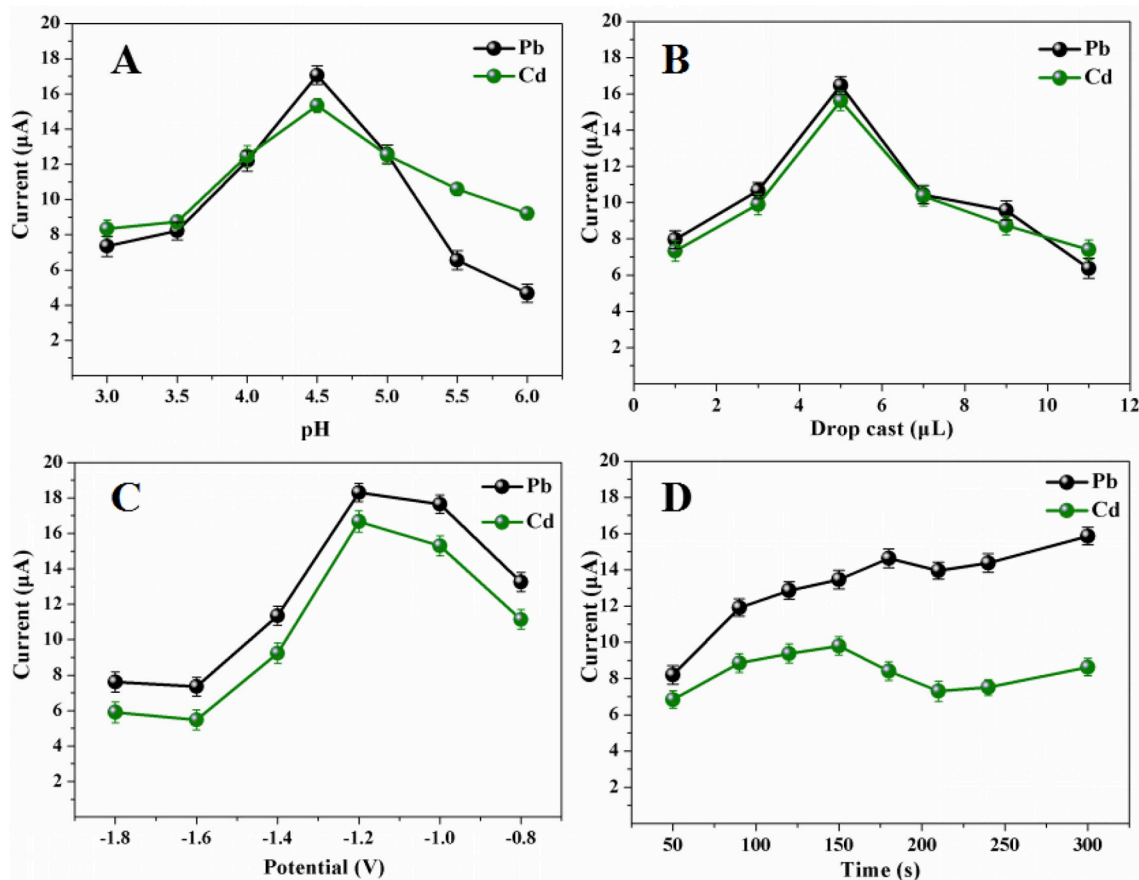 A
Pb
Cd
Current (µA)
20
18
16
14
12
10
8
6
4
2
3.0 3.5 4.0 4.5 5.0 5.5 6.0
pH
B
Pb
Cd
Current (µA)
20
18
16
14
12
10
8
6
4
2
0 2 4 6 8 10 12
Drop cast (µL)
C
Pb
Cd
Current (µA)
20
18
16
14
12
10
8
6
4
2
-1.8 -1.6 -1.4 -1.2 -1.0 -0.8
Potential (V)
D
Pb
Cd
Current (µA)
20
18
16
14
12
10
8
6
4
2
50 100 150 200 250 300
Time (s)